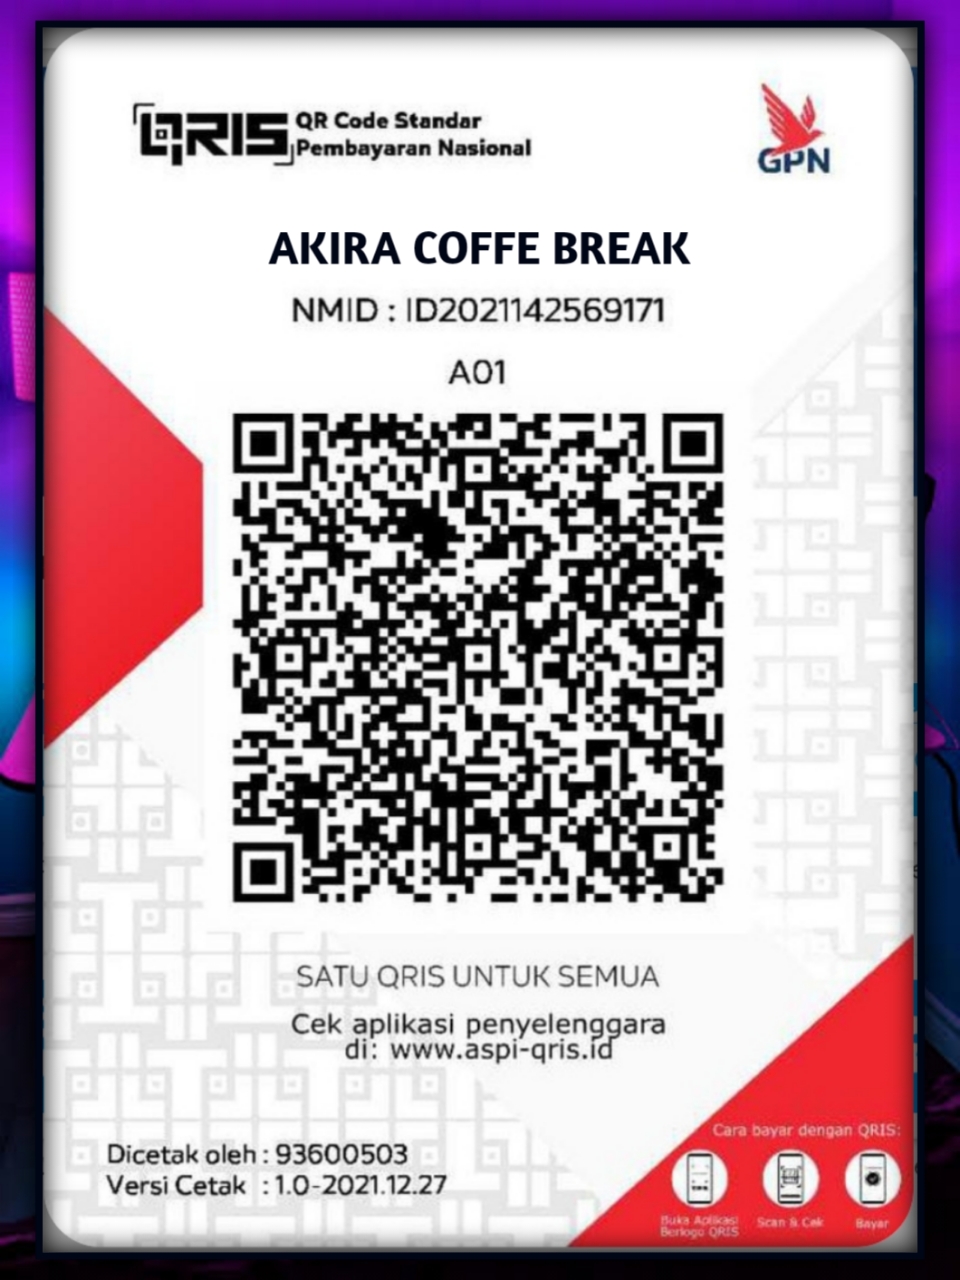 QRIS QR Code Standar
Pembayaran Nasional
GPN
AKIRA COFFE BREAK
NMID : ID2021142569171
A01
SATU QRIS UNTUK SEMUA
Cek aplikasi penyelenggara
di: www.aspi-qris.id
Dicetak oleh : 93600503
Versi Cetak : 1.0-2021.12.27
Cara bayar dengan QRIS:
Buka Aplikasi
Berlogo QRIS
Scan & Cek
Bayar